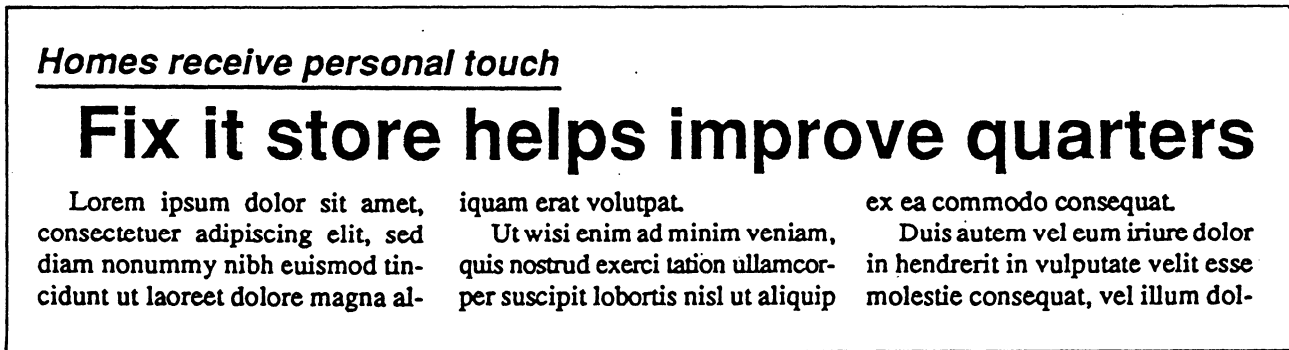 Homes receive personal touch
Fix it store helps improve quarters
Lorem ipsum dolor sit amet,
consectetuer adipiscing elit, sed
diam nonummy nibh euismod tin-
cidunt ut laoreet dolore magna al-
iquam erat volutpat.
Ut wisi enim ad minim veniam,
quis nostrud exerci tation ullamcor-
per suscipit lobortis nisl ut aliquip
ex ea commodo consequat.
Duis autem vel eum iriure dolor
in hendrerit in vulputate velit esse
molestie consequat, vel illum dol-